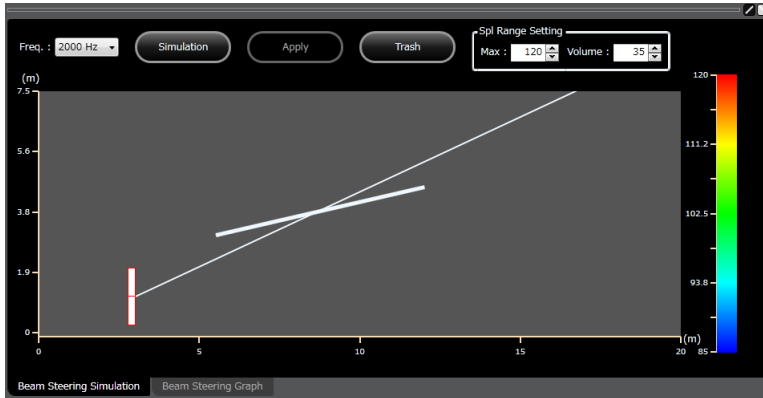 Spl Range Setting
Freq. : 2000 Hz Simulation Apply Trash Max : 120 Volume : 35
(m)
120
7.5
111.2
5.6
102.5
3.8
93.8
1.9
0
(m)
85
0 5 10 15 20
Beam Steering Simulation Beam Steering Graph